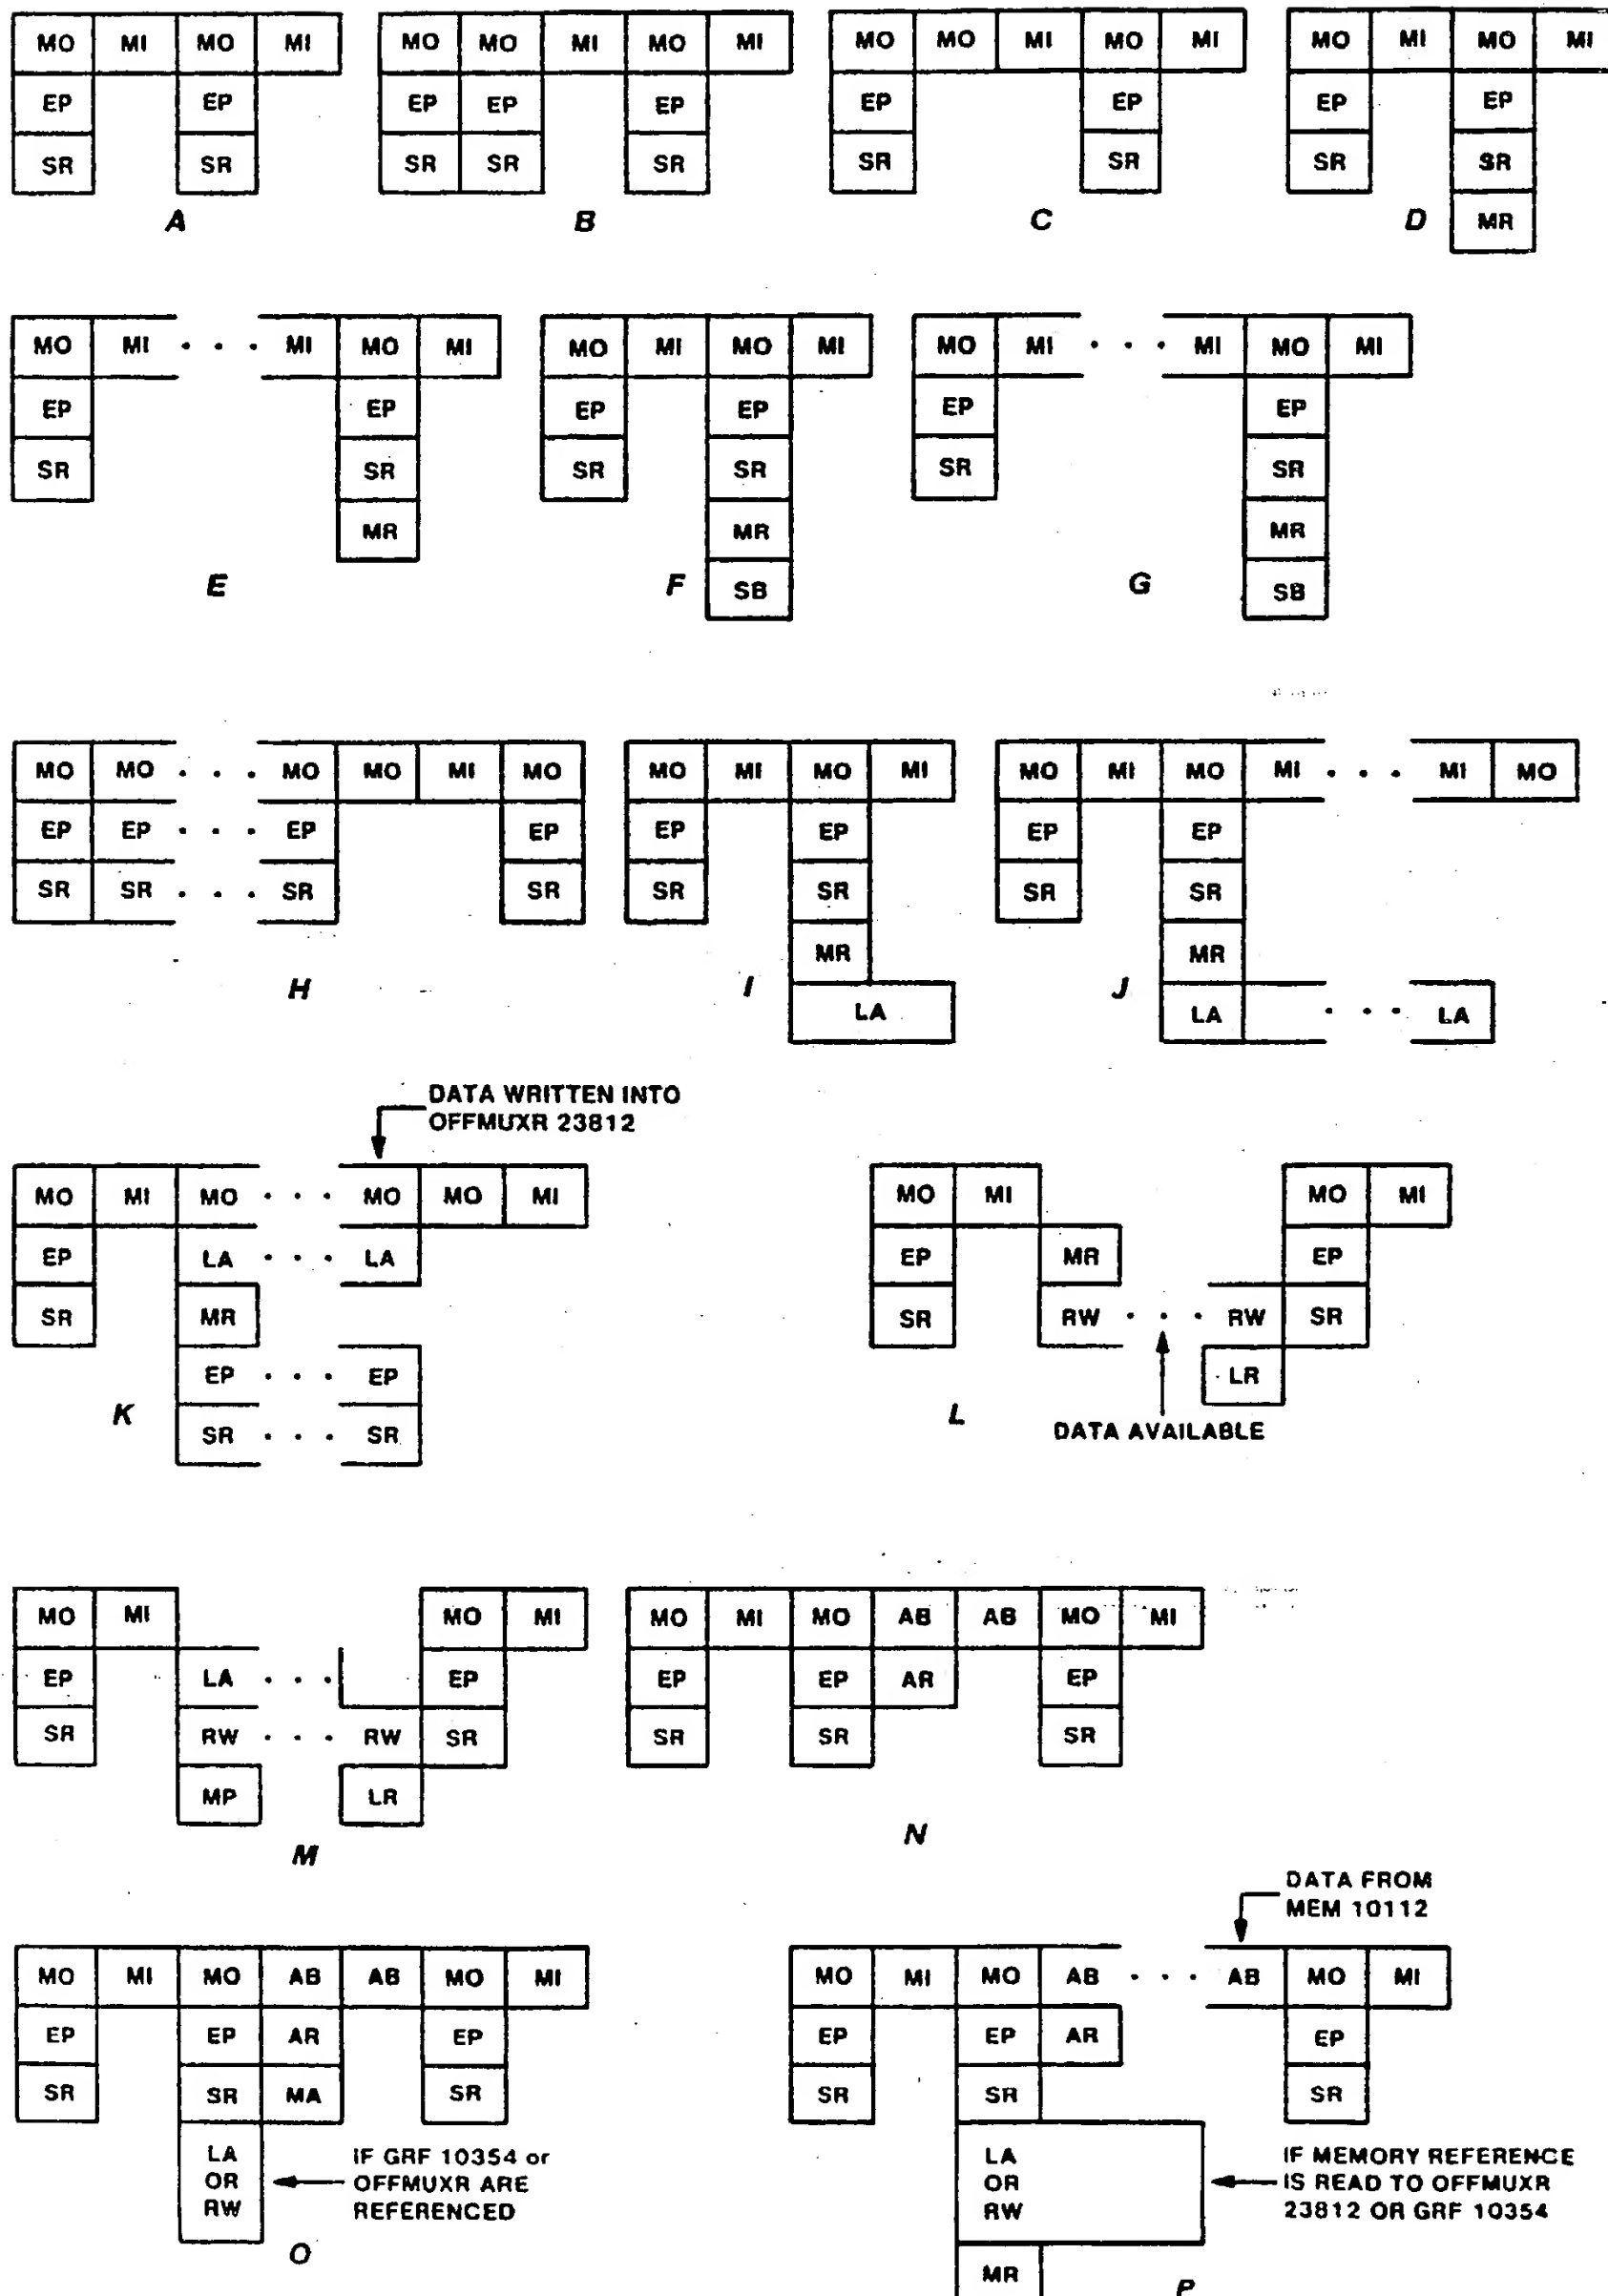 MO MI MO MI
EP EP
SR SR
A
MO MO MI MO MI
EP EP EP
SR SR SR
B
MO MO MI MO MI
EP EP
SR SR
C
MO MI MO MI
EP EP
SR SR
MR
D
MO MI . . . MI MO MI
EP EP
SR SR
MR
E
MO MI MO MI
EP EP
SR SR
MR
SB
F
MO MI . . . MI MO MI
EP EP
SR SR
MR
SB
G
MO MO . . . MO MO MI MO
EP EP . . . EP EP
SR SR . . . SR SR
H
MO MI MO MI
EP EP
SR SR
MR
LA
I
MO MI MO MI . . . MI MO
EP EP
SR SR
MR
LA . . . LA
J
DATA WRITTEN INTO
OFFMUXR 23812
MO MI MO . . . MO MO MI
EP LA . . . LA
SR MR
EP . . . EP
SR . . . SR
K
MO MI MO MI
EP MR EP
SR RW . . . RW SR
LR
L
DATA AVAILABLE
MO MI MO MI
EP LA . . . EP
SR RW . . . RW SR
MP LR
M
MO MI MO AB AB MO MI
EP EP AR EP
SR SR SR
N
MO MI MO AB AB MO MI
EP EP AR EP
SR SR MA SR
LA
OR
RW
IF GRF 10354 or
OFFMUXR ARE
REFERENCED
O
DATA FROM
MEM 10112
MO MI MO AB . . . AB MO MI
EP EP AR EP
SR SR SR
LA
OR
RW
IF MEMORY REFERENCE
IS READ TO OFFMUXR
23812 OR GRF 10354
MR
P